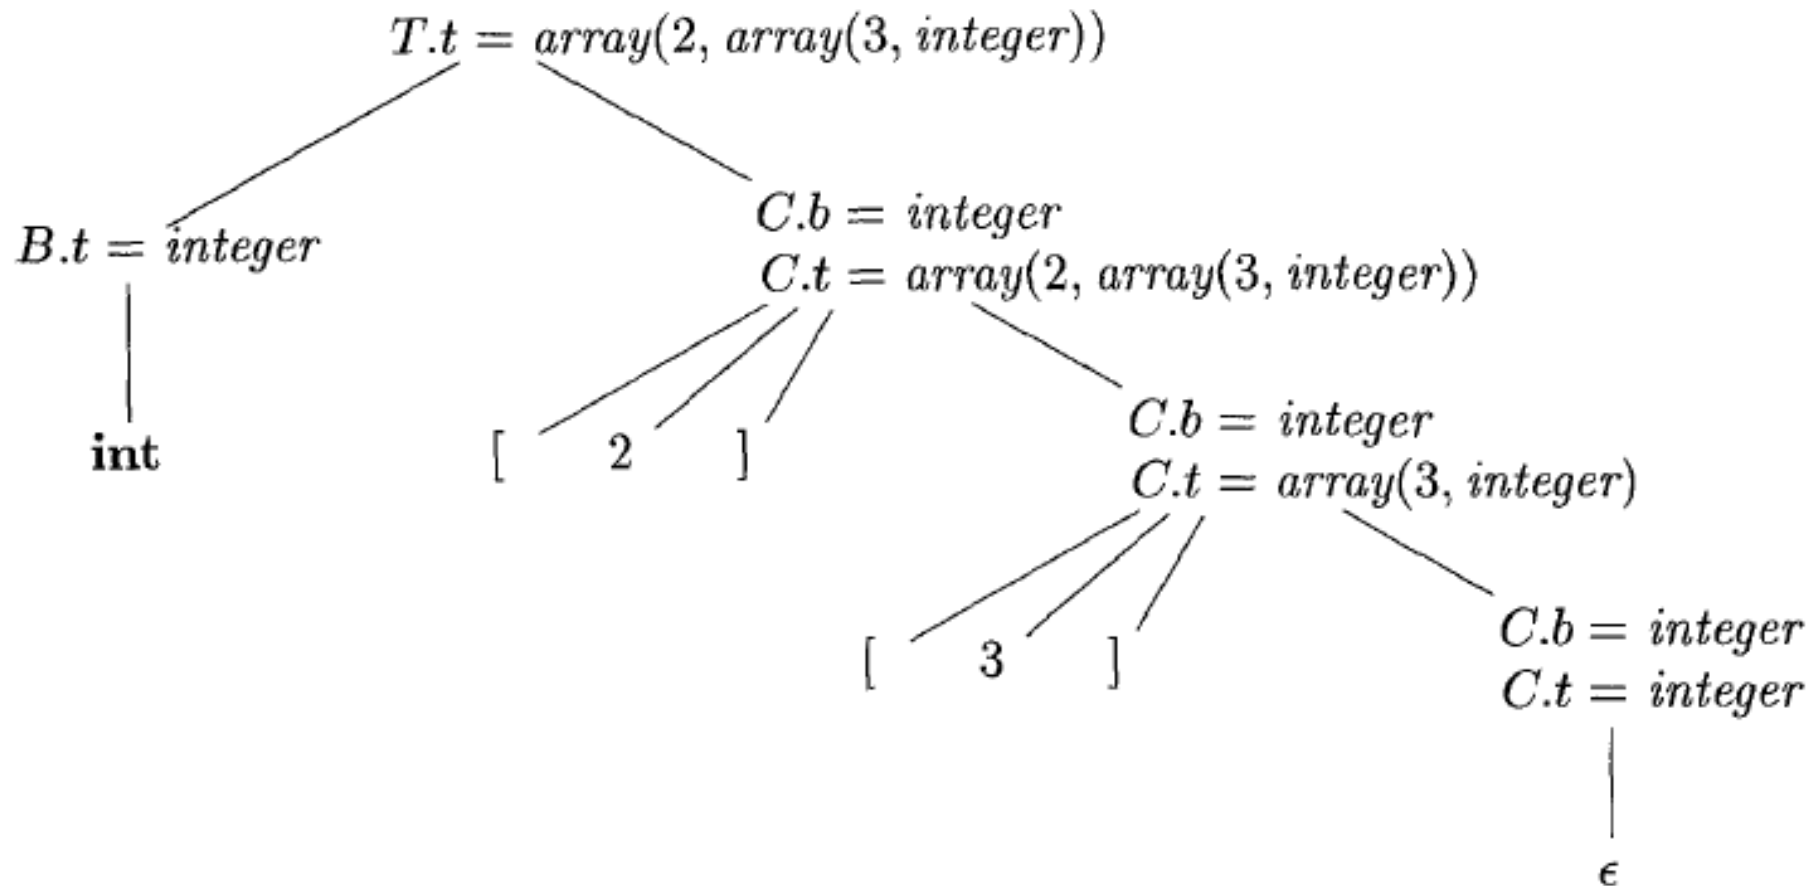 T.t = array(2, array(3, integer))
C.b = integer
B.t = integer
C.t = array(2, array(3, integer))
C.b = integer
int [ 2 ]
C.t = array(3, integer)
C.b = integer
[ 3 ]
C.t = integer
ϵ